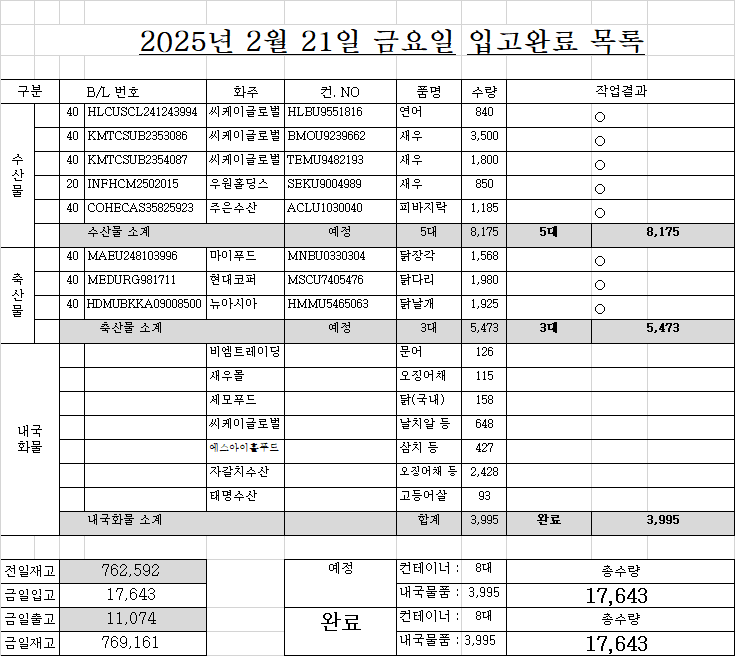 2025년 2월 21일 금요일 입고완료 목록
구분 B/L 번호 화주 컨. NO 품명 수량 작업결과
수산물
40 HLCUSCL241243994 씨케이글로벌 HLBU9551816 연어 840 ○
40 KMTCSUB2353086 씨케이글로벌 BMOU9239662 새우 3,500 ○
40 KMTCSUB2354087 씨케이글로벌 TEMU9482193 새우 1,800 ○
20 INFHCM2502015 우원홀딩스 SEKU9004989 새우 850 ○
40 COHECAS35825923 주은수산 ACLU1030040 피바지락 1,185 ○
수산물 소계 예정 5대 8,175 5대 8,175
축산물
40 MAEU248103996 마이푸드 MNBU0330304 닭장각 1,568 ○
40 MEDURG981711 현대코퍼 MSCU7405476 닭다리 1,980 ○
40 HDMUBKKA09008500 뉴아시아 HMMU5465063 닭날개 1,925 ○
축산물 소계 예정 3대 5,473 3대 5,473
내국화물
비엠트레이딩 문어 126
새우몰 오징어채 115
세모푸드 닭(국내) 158
씨케이글로벌 날치알 등 648
에스아이홀푸드 삼치 등 427
자갈치수산 오징어채 등 2,428
태명수산 고등어살 93
내국화물 소계 합계 3,995 완료 3,995
전일재고 762,592 예정 컨테이너 : 8대 총수량
금일입고 17,643 내국물품 : 3,995 17,643
금일출고 11,074 완료 컨테이너 : 8대 총수량
금일재고 769,161 내국물품 : 3,995 17,643